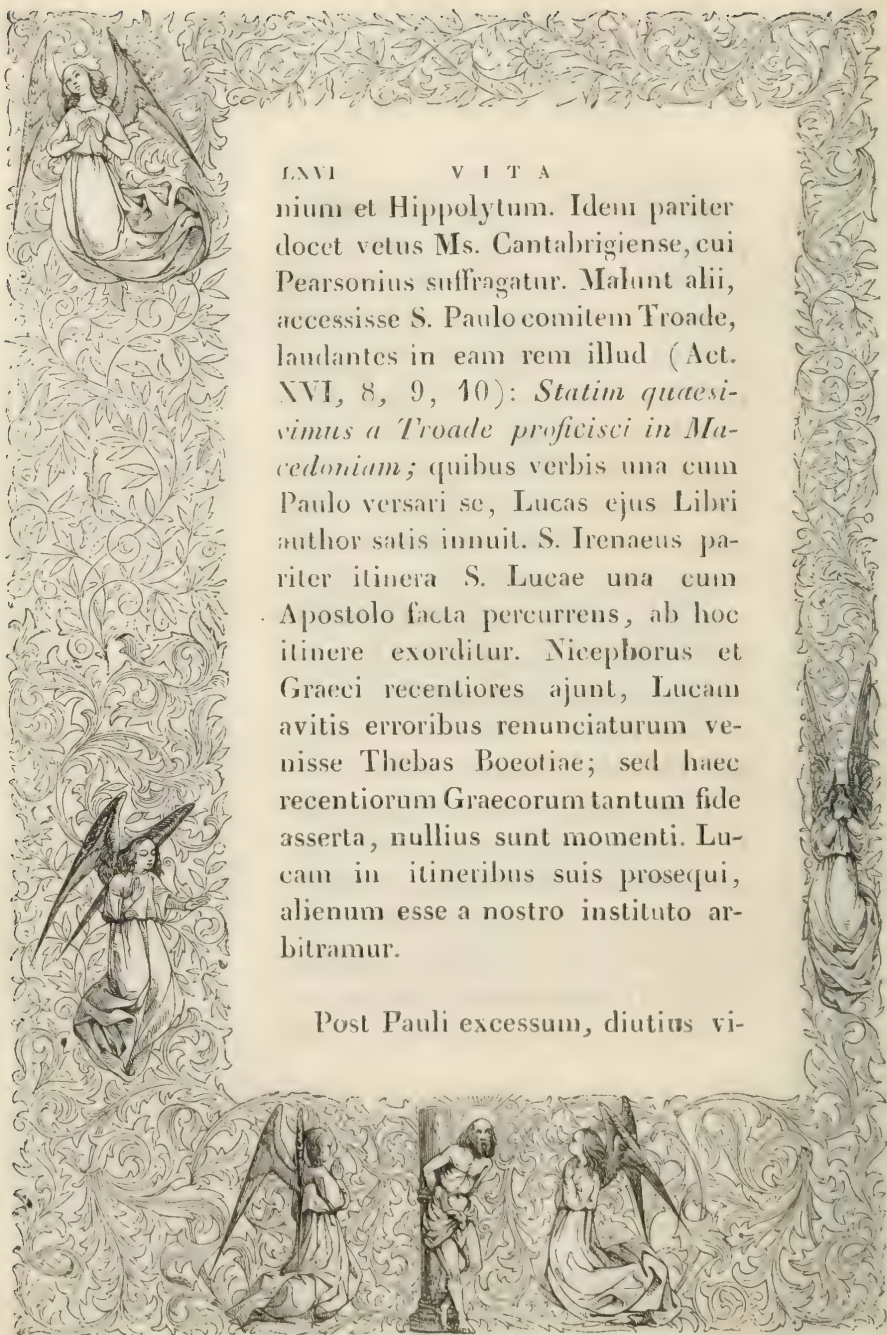 LXVI VITA
nium et Hippolytum. Idem pariter
docet vetus Ms. Cantabrigiense, cui
Pearsonius suffragatur. Malunt alii,
accessisse S. Paulo comitem Troade,
laudantes in eam rem illud (Act.
XVI, 8, 9, 10): Statim quaesi-
vimus a Troade proficisci in Ma-
cedoniam; quibus verbis una cum
Paulo versari se, Lucas ejus Libri
author satis innuit. S. Irenaeus pa-
riter itinera S. Lucae una cum
Apostolo facta percurrens, ab hoc
itinere exorditur. Nicephorus et
Graeci recentiores ajunt, Lucam
avitis erroribus renunciaturum ve-
nisse Thebas Boeotiae; sed haec
recentiorum Graecorum tantum fide
asserta, nullius sunt momenti. Lu-
cam in itineribus suis prosequi,
alienum esse a nostro instituto ar-
bitramur.
Post Pauli excessum, diutius vi-